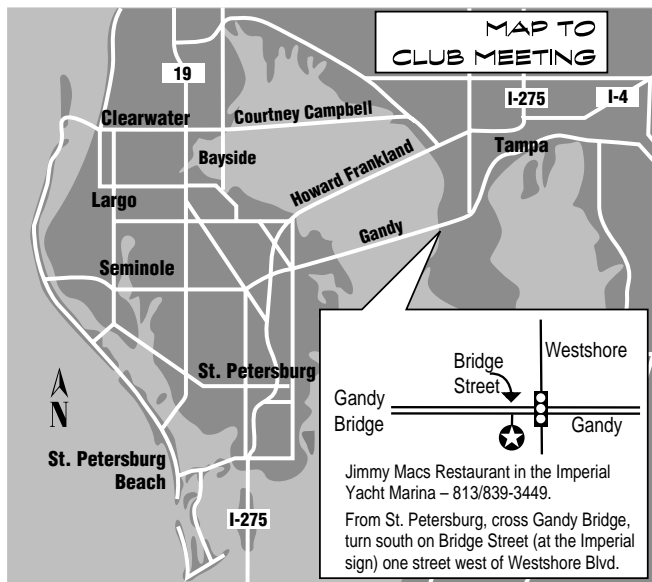 MAP TO
CLUB MEETING
19
I-275
I-4
Clearwater
Courtney Campbell
Tampa
Bayside
Howard Frankland
Largo
Gandy
Seminole
St. Petersburg
N
St. Petersburg
Beach
I-275
Westshore
Bridge
Street
Gandy
Bridge
Gandy
Jimmy Macs Restaurant in the Imperial
Yacht Marina – 813/839-3449.
From St. Petersburg, cross Gandy Bridge,
turn south on Bridge Street (at the Imperial
sign) one street west of Westshore Blvd.